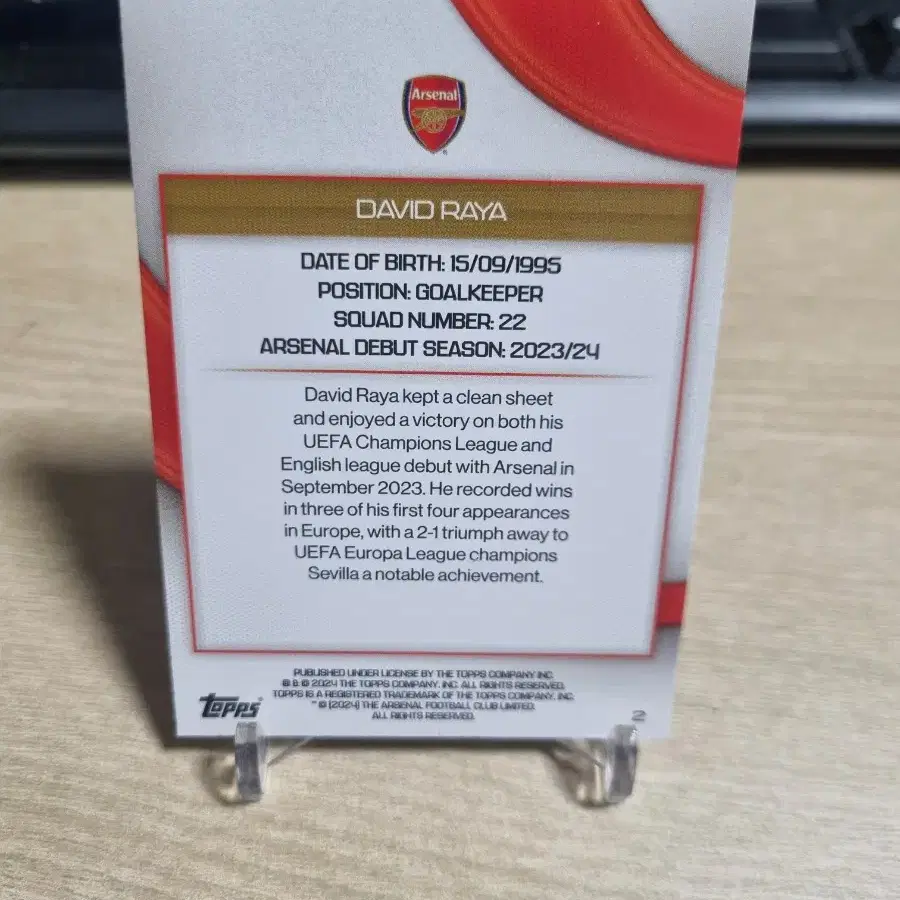 Arsenal
DAVID RAYA
DATE OF BIRTH: 15/09/1995
POSITION: GOALKEEPER
SQUAD NUMBER: 22
ARSENAL DEBUT SEASON: 2023/24
David Raya kept a clean sheet
and enjoyed a victory on both his
UEFA Champions League and
English league debut with Arsenal in
September 2023. He recorded wins
in three of his first four appearances
in Europe, with a 2-1 triumph away to
UEFA Europa League champions
Sevilla a notable achievement.
PUBLISHED UNDER LICENSE BY THE TOPPS COMPANY INC.
® & © 2024 THE TOPPS COMPANY, INC. ALL RIGHTS RESERVED.
TOPPS IS A REGISTERED TRADEMARK OF THE TOPPS COMPANY, INC.
™ © [2024] THE ARSENAL FOOTBALL CLUB LIMITED.
ALL RIGHTS RESERVED.
Topps
2